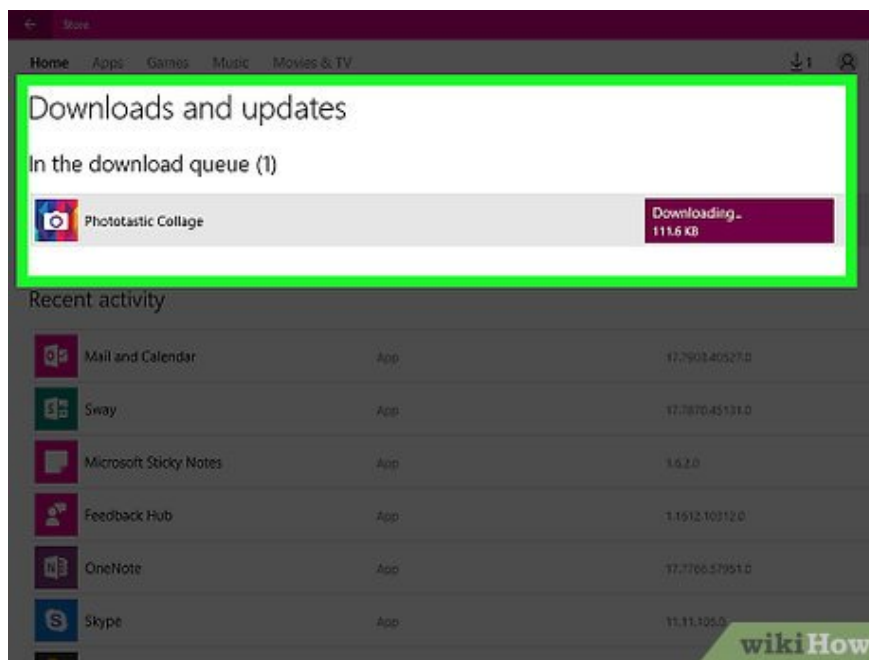 Store
Home Apps Games Music Movies & TV 1
Downloads and updates
In the download queue (1)
Phototastic Collage Downloading...
111.6 KB
Recent activity
Mail and Calendar App 17.7903.40527.0
Sway App 17.7870.45131.0
Microsoft Sticky Notes App 1.6.2.0
Feedback Hub App 1.1612.10312.0
OneNote App 17.7766.57951.0
Skype App 11.11.105.0
wikiHow